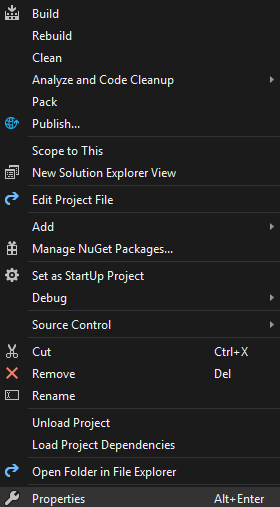 Build
Rebuild
Clean
Analyze and Code Cleanup
Pack
Publish...
Scope to This
New Solution Explorer View
Edit Project File
Add
Manage NuGet Packages...
Set as StartUp Project
Debug
Source Control
Cut Ctrl+X
Remove Del
Rename
Unload Project
Load Project Dependencies
Open Folder in File Explorer
Properties Alt+Enter